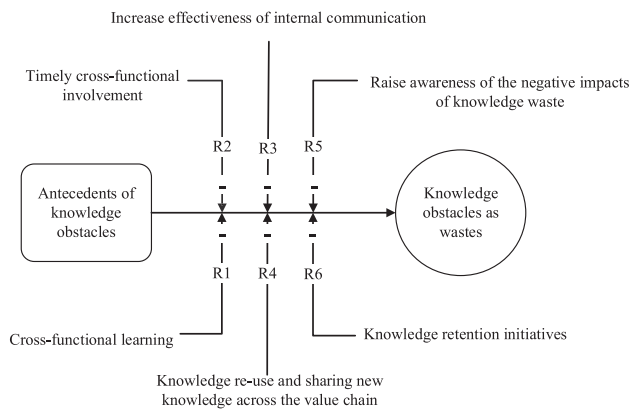 Increase effectiveness of internal communication
Timely cross-functional
involvement
Raise awareness of the negative impacts
of knowledge waste
R2
R3
R5
-
-
-
Antecedents of
knowledge
obstacles
Knowledge
obstacles as
wastes
-
-
-
R1
R4
R6
Cross-functional learning
Knowledge retention initiatives
Knowledge re-use and sharing new
knowledge across the value chain